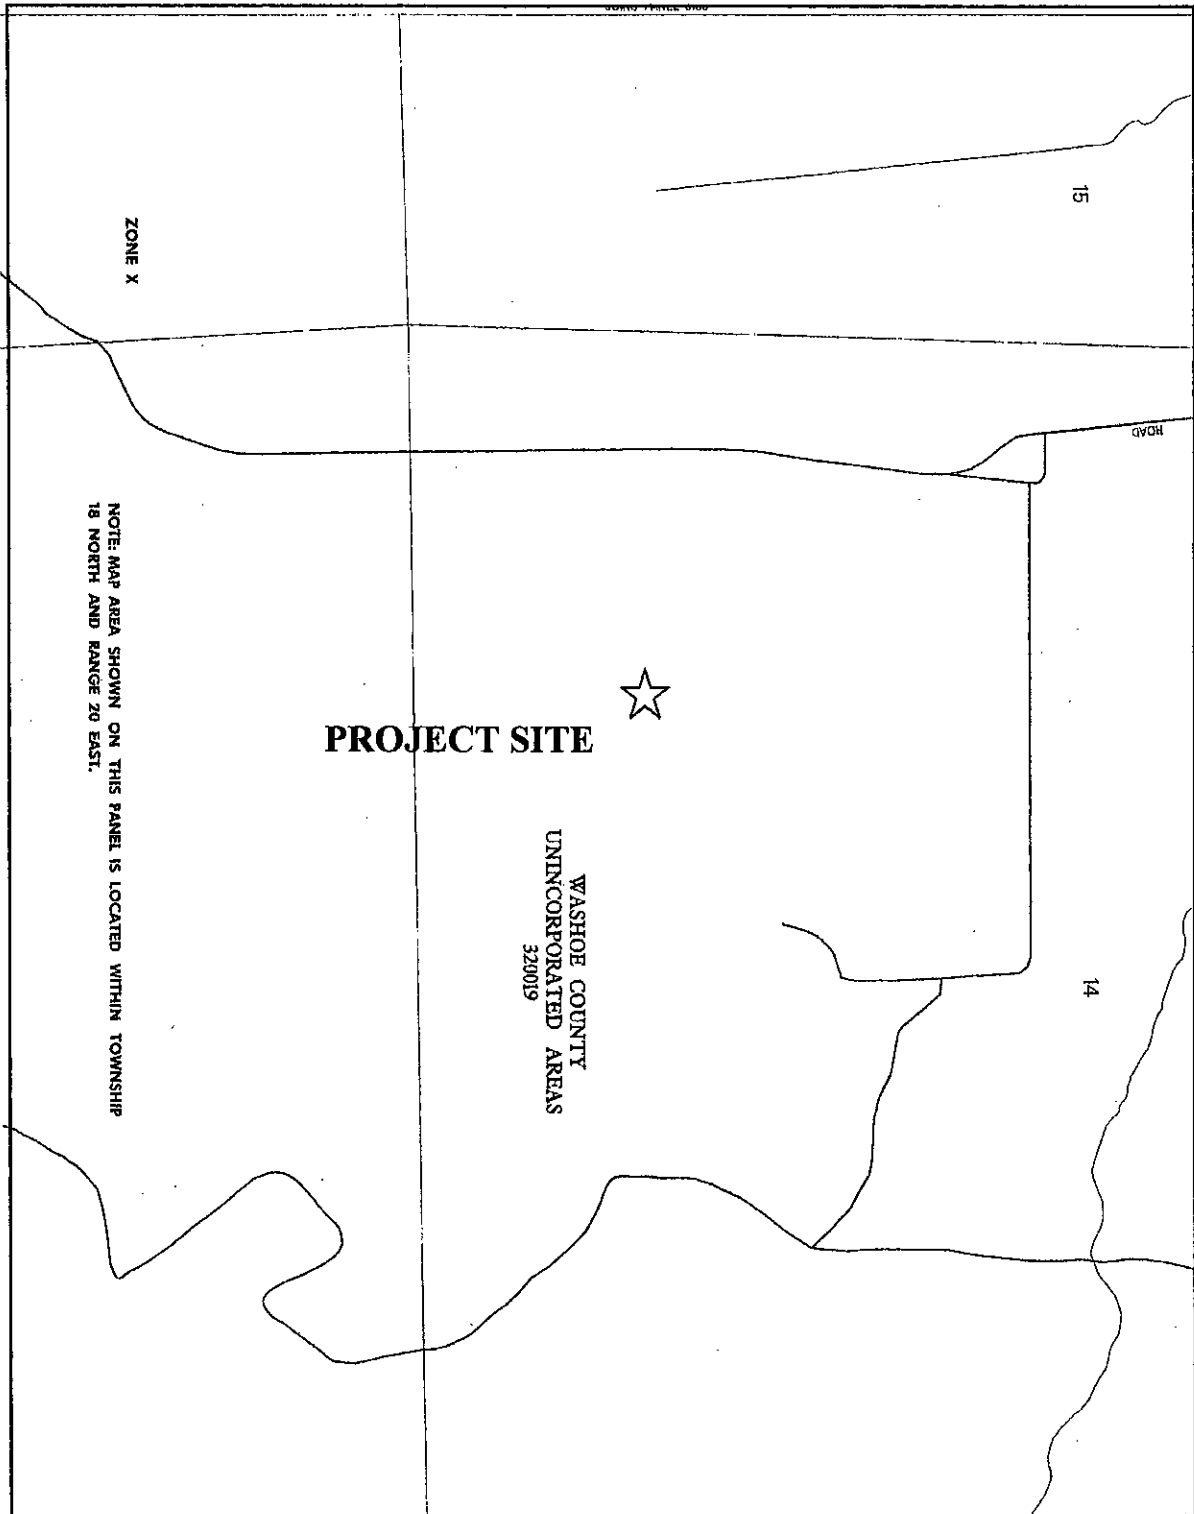 15
ROAD
ZONE X
NOTE: MAP AREA SHOWN ON THIS PANEL IS LOCATED WITHIN TOWNSHIP
18 NORTH AND RANGE 20 EAST.
PROJECT SITE
WASHOE COUNTY
UNINCORPORATED AREAS
320019
14